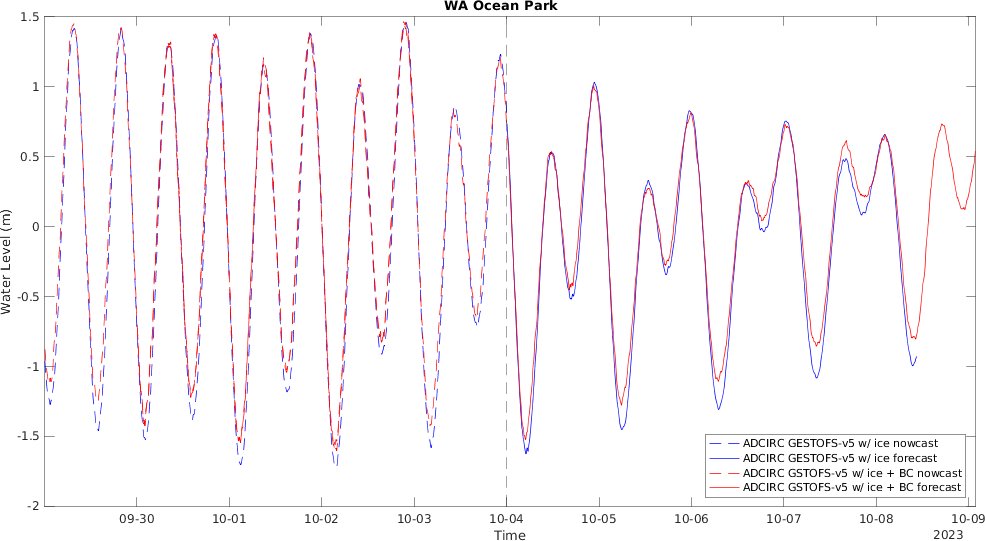 WA Ocean Park
1.5
1
0.5
0
-0.5
-1
-1.5
-2
Water Level (m)
09-30
10-01
10-02
10-03
10-04
10-05
10-06
10-07
10-08
10-09
Time
2023
ADCIRC GESTOFS-v5 w/ ice nowcast
ADCIRC GESTOFS-v5 w/ ice forecast
ADCIRC GSTOFS-v5 w/ ice + BC nowcast
ADCIRC GSTOFS-v5 w/ ice + BC forecast